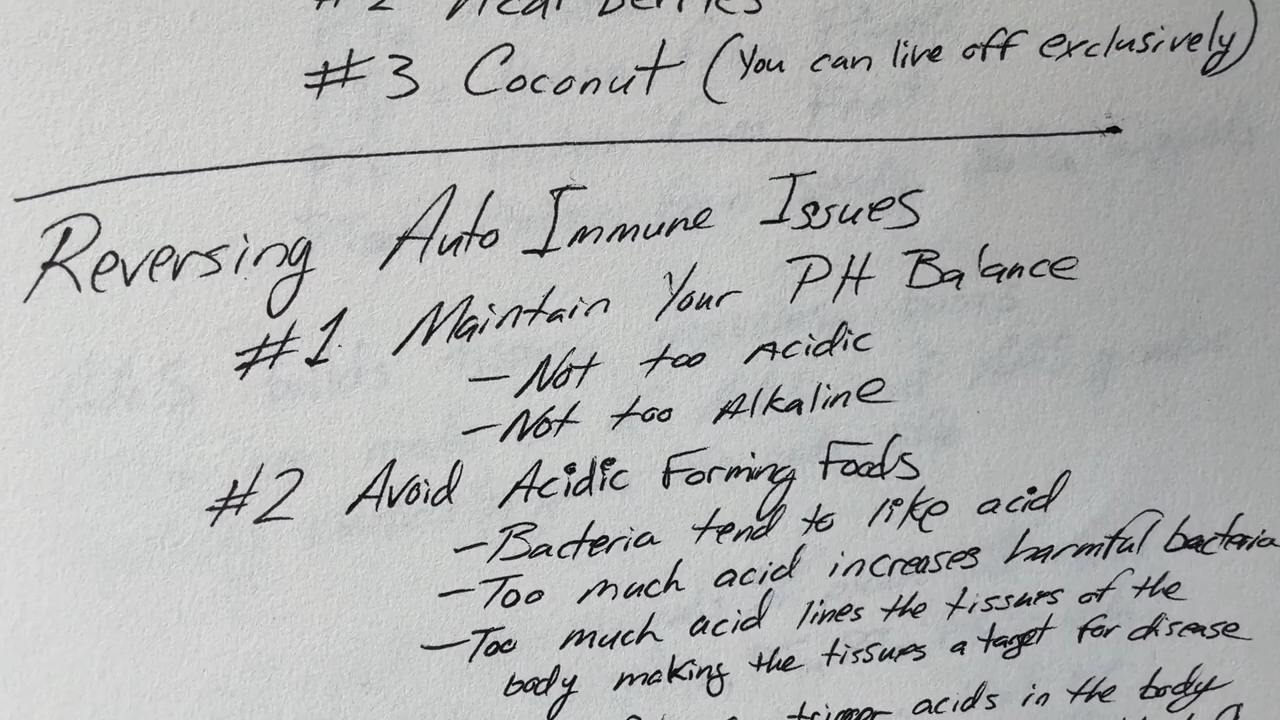 #2 berries
#3 Coconut (You can live off exclusively)
Reversing Auto Immune Issues
#1 Maintain Your PH Balance
- Not too Acidic
- Not too Alkaline
#2 Avoid Acidic Forming Foods
- Bacteria tend to like acid
- Too much acid increases harmful bacteria
- Too much acid lines the tissues of the
body making the tissues a target for disease
trigger acids in the body